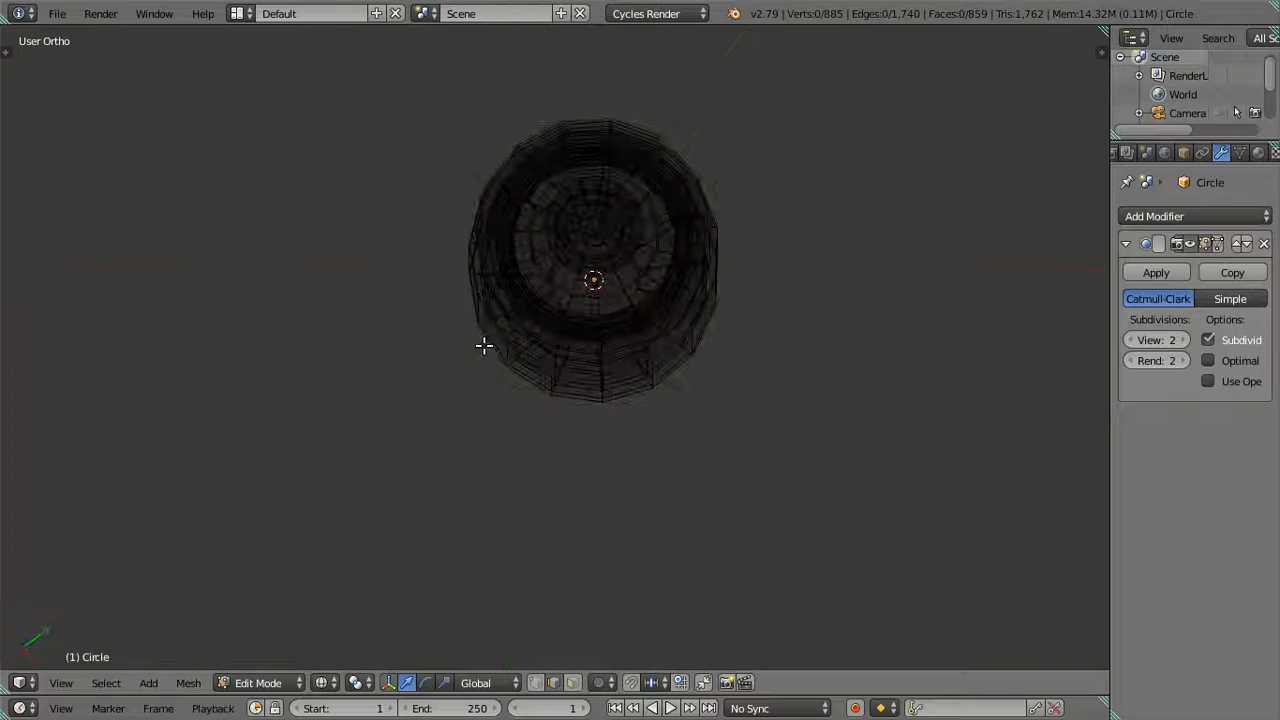 File Render Window Help Default Scene Cycles Render v2.79 | Verts:0/885 | Edges:0/1,740 | Faces:0/859 | Tris:1,762 | Mem:14.32M (0.11M) | Circle
User Ortho
View Search All Sc
Scene
RenderL
World
Camera
Circle
Add Modifier
Apply Copy
Catmull-Clark Simple
Subdivisions: Options:
View: 2 Subdivid
Rend: 2 Optimal
Use Ope
(1) Circle
View Select Add Mesh Edit Mode Global
View Marker Frame Playback Start: 1 End: 250 1 No Sync